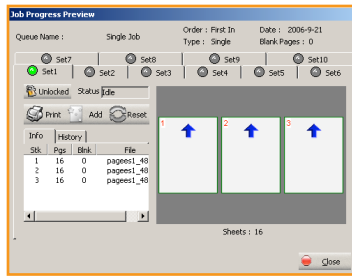 Job Progress Preview
Queue Name : Single Job Order : First In Date : 2006-9-21
Type : Single Blank Pages : 0
Set7 Set8 Set9 Set10
Set1 Set2 Set3 Set4 Set5 Set6
Unlocked Status Idle
Print Add Reset
Info History
Stk Pgs Blnk File
1 16 0 pagees1_48
2 16 0 pagees1_48
3 16 0 pagees1_48
1 2 3
Sheets : 16
Close